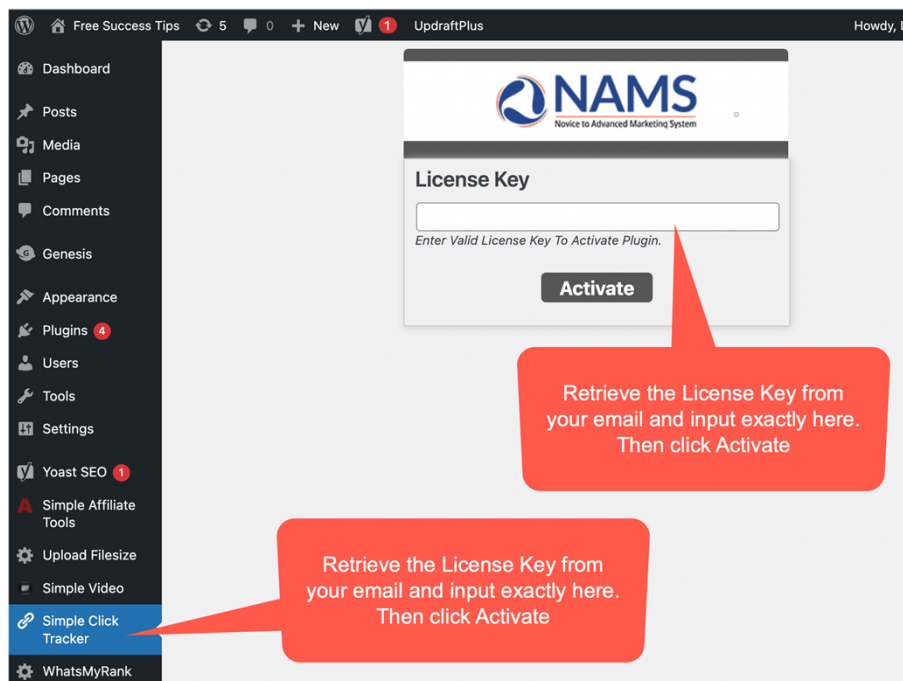 Free Success Tips 5 0 + New 1 UpdraftPlus Howdy, D
Dashboard
Posts
Media
Pages
Comments
Genesis
Appearance
Plugins 4
Users
Tools
Settings
Yoast SEO 1
Simple Affiliate
Tools
Upload Filesize
Simple Video
Simple Click
Tracker
WhatsMyRank
NAMS
Novice to Advanced Marketing System
License Key
Enter Valid License Key To Activate Plugin.
Activate
Retrieve the License Key from
your email and input exactly here.
Then click Activate
Retrieve the License Key from
your email and input exactly here.
Then click Activate